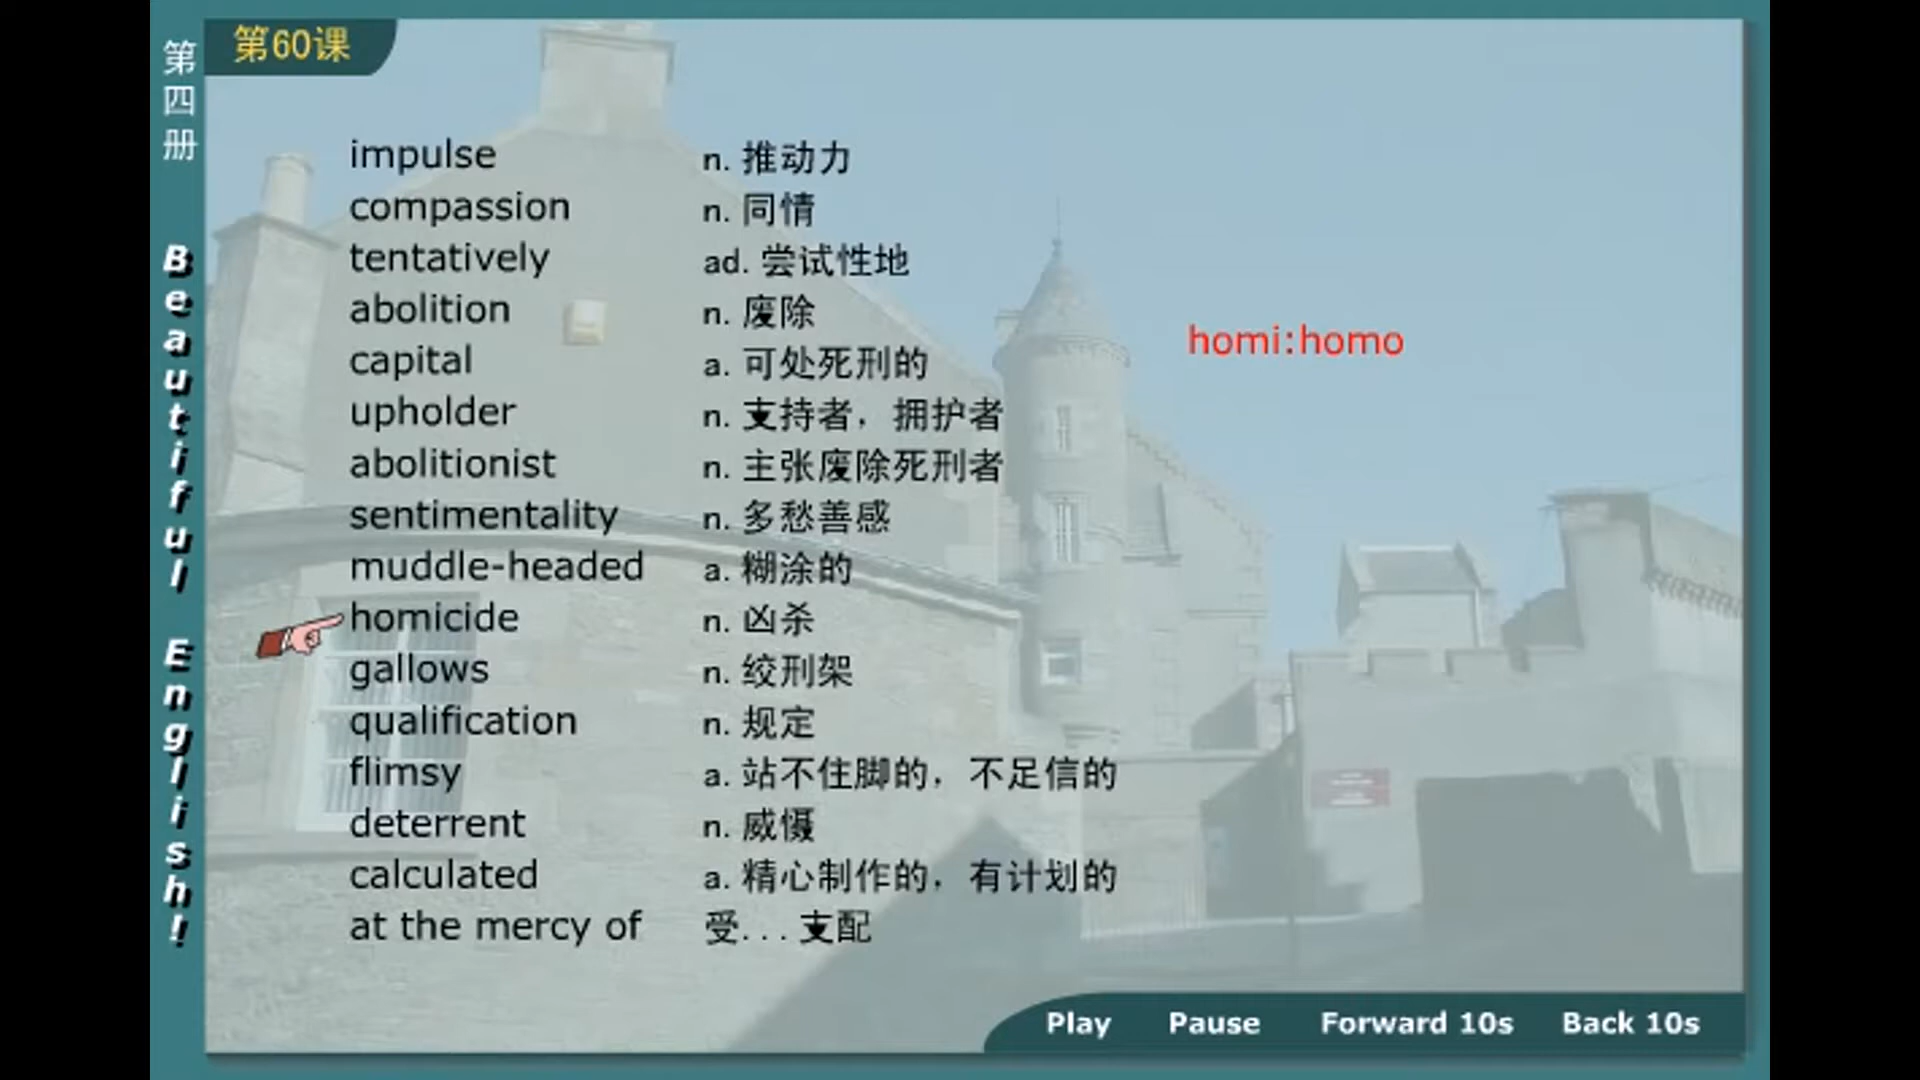 第60课
第四册
Beautiful English!
impulse n. 推动力
compassion n. 同情
tentatively ad. 尝试性地
abolition n. 废除
capital a. 可处死刑的
upholder n. 支持者，拥护者
abolitionist n. 主张废除死刑者
sentimentality n. 多愁善感
muddle-headed a. 糊涂的
homicide n. 凶杀
gallows n. 绞刑架
qualification n. 规定
flimsy a. 站不住脚的，不足信的
deterrent n. 威慑
calculated a. 精心制作的，有计划的
at the mercy of 受...支配
homi:homo
Play Pause Forward 10s Back 10s